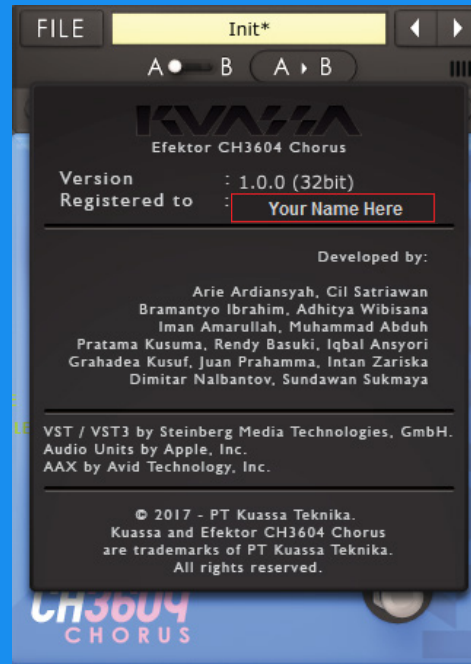 FILE Init*
A B A ▸ B
KUASSA
Efektor CH3604 Chorus
Version : 1.0.0 (32bit)
Registered to : Your Name Here
Developed by:
Arie Ardiansyah, Cil Satriawan
Bramantyo Ibrahim, Adhitya Wibisana
Iman Amarullah, Muhammad Abduh
Pratama Kusuma, Rendy Basuki, Iqbal Ansyori
Grahadea Kusuf, Juan Prahamma, Intan Zariska
Dimitar Nalbantov, Sundawan Sukmaya
VST / VST3 by Steinberg Media Technologies, GmbH.
Audio Units by Apple, Inc.
AAX by Avid Technology, Inc.
© 2017 - PT Kuassa Teknika.
Kuassa and Efektor CH3604 Chorus
are trademarks of PT Kuassa Teknika.
All rights reserved.
CH3604
CHORUS